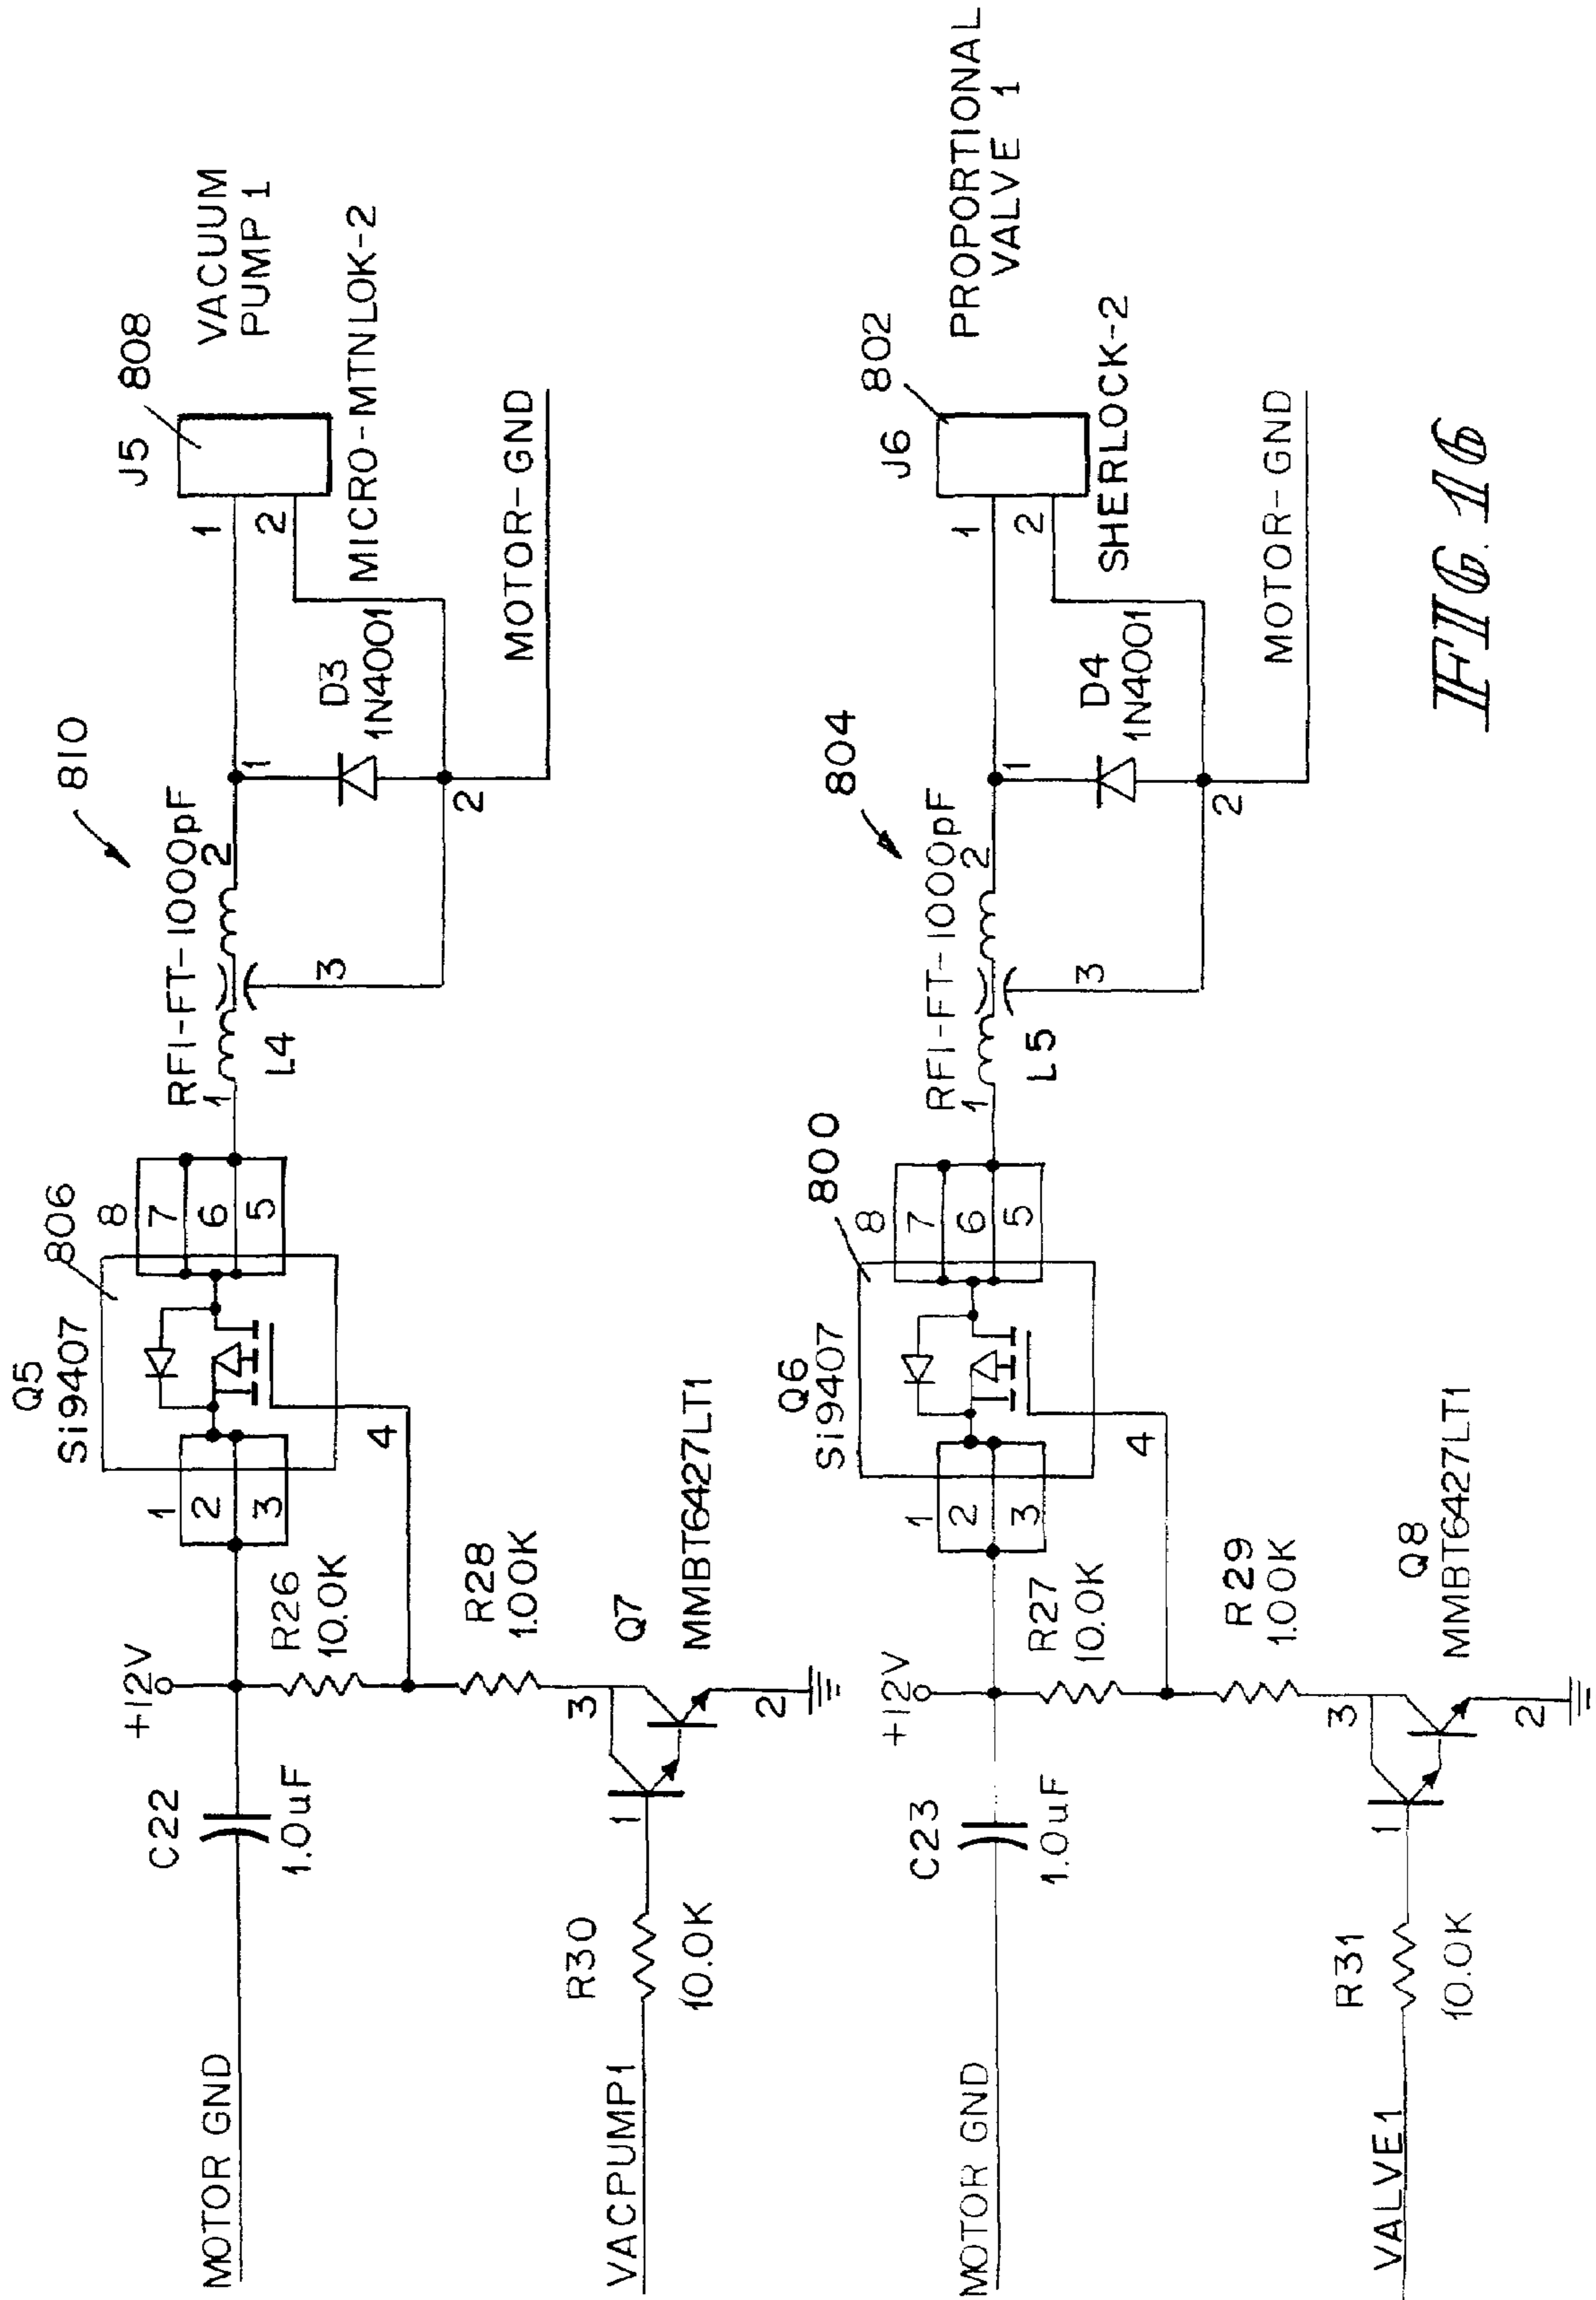 MOTOR GND
C22
1.0uF
+12V
R26
10.0K
Q5
Si9407
806
1
2
3
4
8
7
6
5
RF1-FT-1000pF
1
2
3
L4
810
1
D3
1N4001
2
J5
808
1
2
VACUUM
PUMP 1
MICRO-MTNLOK-2
MOTOR-GND
VACPUMP1
R30
10.0K
1
R28
1.00K
3
Q7
MMBT6427LT1
2
MOTOR GND
C23
1.0uF
+12V
R27
10.0K
Q6
Si9407
800
1
2
3
4
8
7
6
5
RF1-FT-1000pF
1
2
3
L5
804
1
D4
1N4001
2
J6
802
1
2
PROPORTIONAL
VALVE 1
SHERLOCK-2
MOTOR-GND
VALVE1
R31
10.0K
1
R29
1.00K
3
Q8
MMBT6427LT1
2
FIG. 16